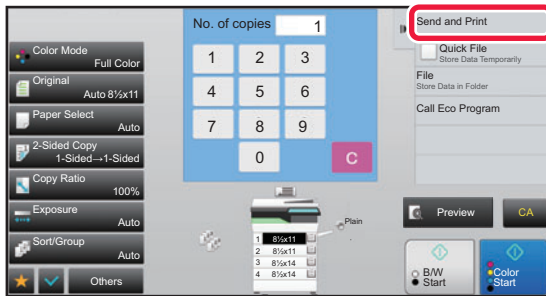 No. of copies 1
Send and Print
Color Mode
Full Color
Original
Auto 8½x11
Paper Select
Auto
2-Sided Copy
1-Sided→1-Sided
Copy Ratio
100%
Exposure
Auto
Sort/Group
Auto
Others
1 2 3
4 5 6
7 8 9
0 C
Plain
1 8½x11
2 8½x11
3 8½x14
4 8½x14
Quick File
Store Data Temporarily
File
Store Data in Folder
Call Eco Program
Preview
CA
B/W
Start
Color
Start